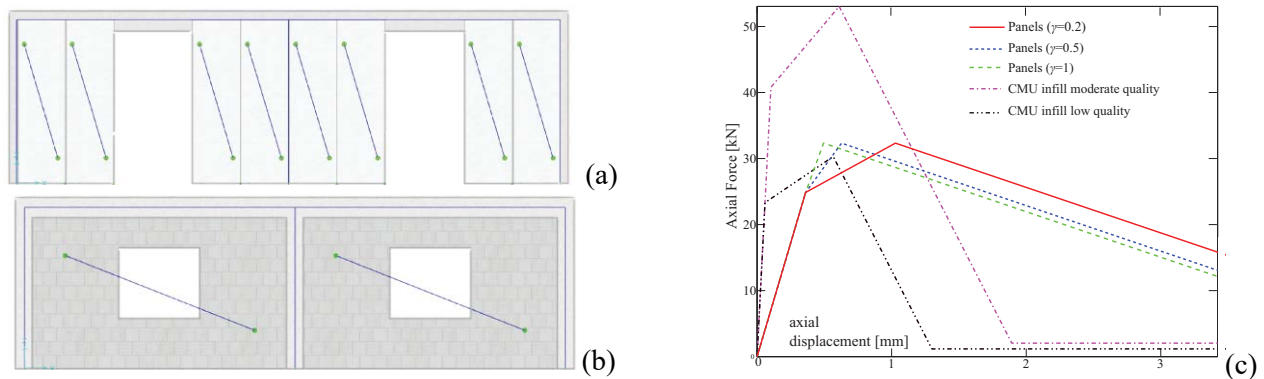 (a)
(b)
50
40
30
20
10
0
Axial Force [kN]
Panels (γ=0.2)
Panels (γ=0.5)
Panels (γ=1)
CMU infill moderate quality
CMU infill low quality
axial
displacement [mm]
0
1
2
3
(c)